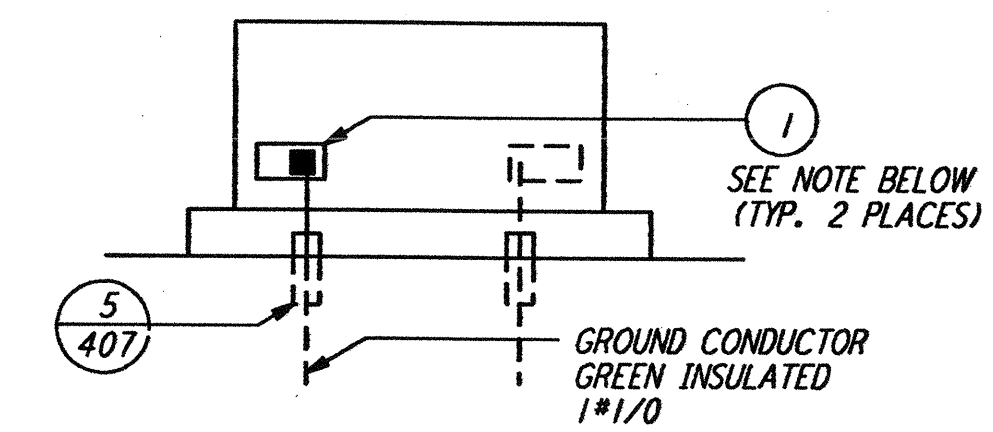 1
SEE NOTE BELOW
(TYP. 2 PLACES)
5
407
GROUND CONDUCTOR
GREEN INSULATED
1#1/0